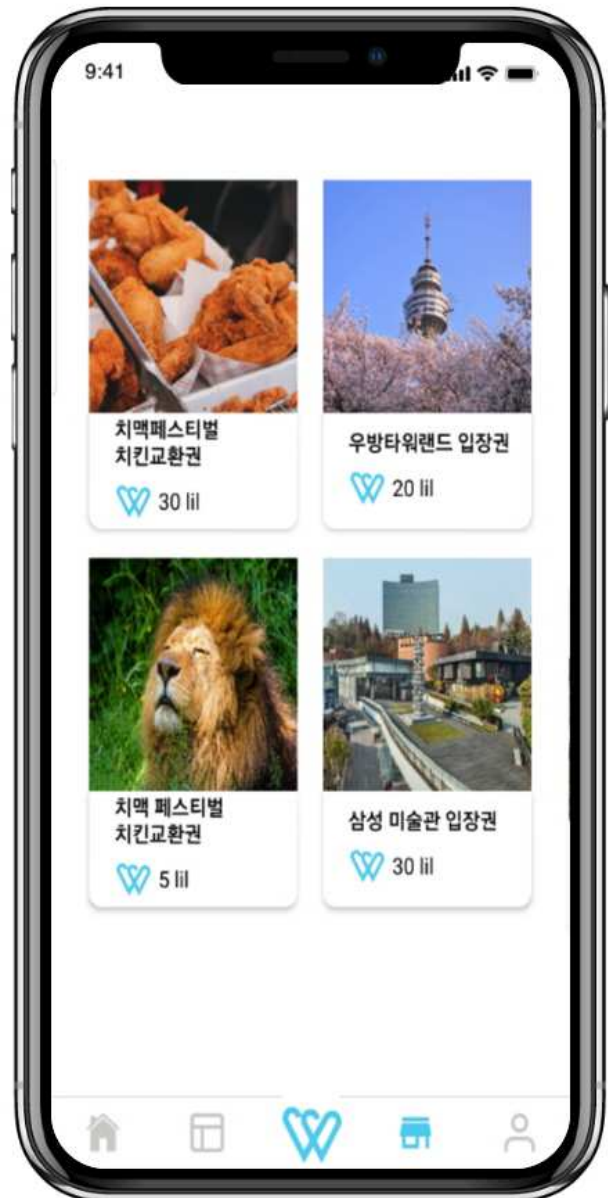 9:41
치맥페스티벌
치킨교환권
30 lil
우방타워랜드 입장권
20 lil
치맥 페스티벌
치킨교환권
5 lil
삼성 미술관 입장권
30 lil